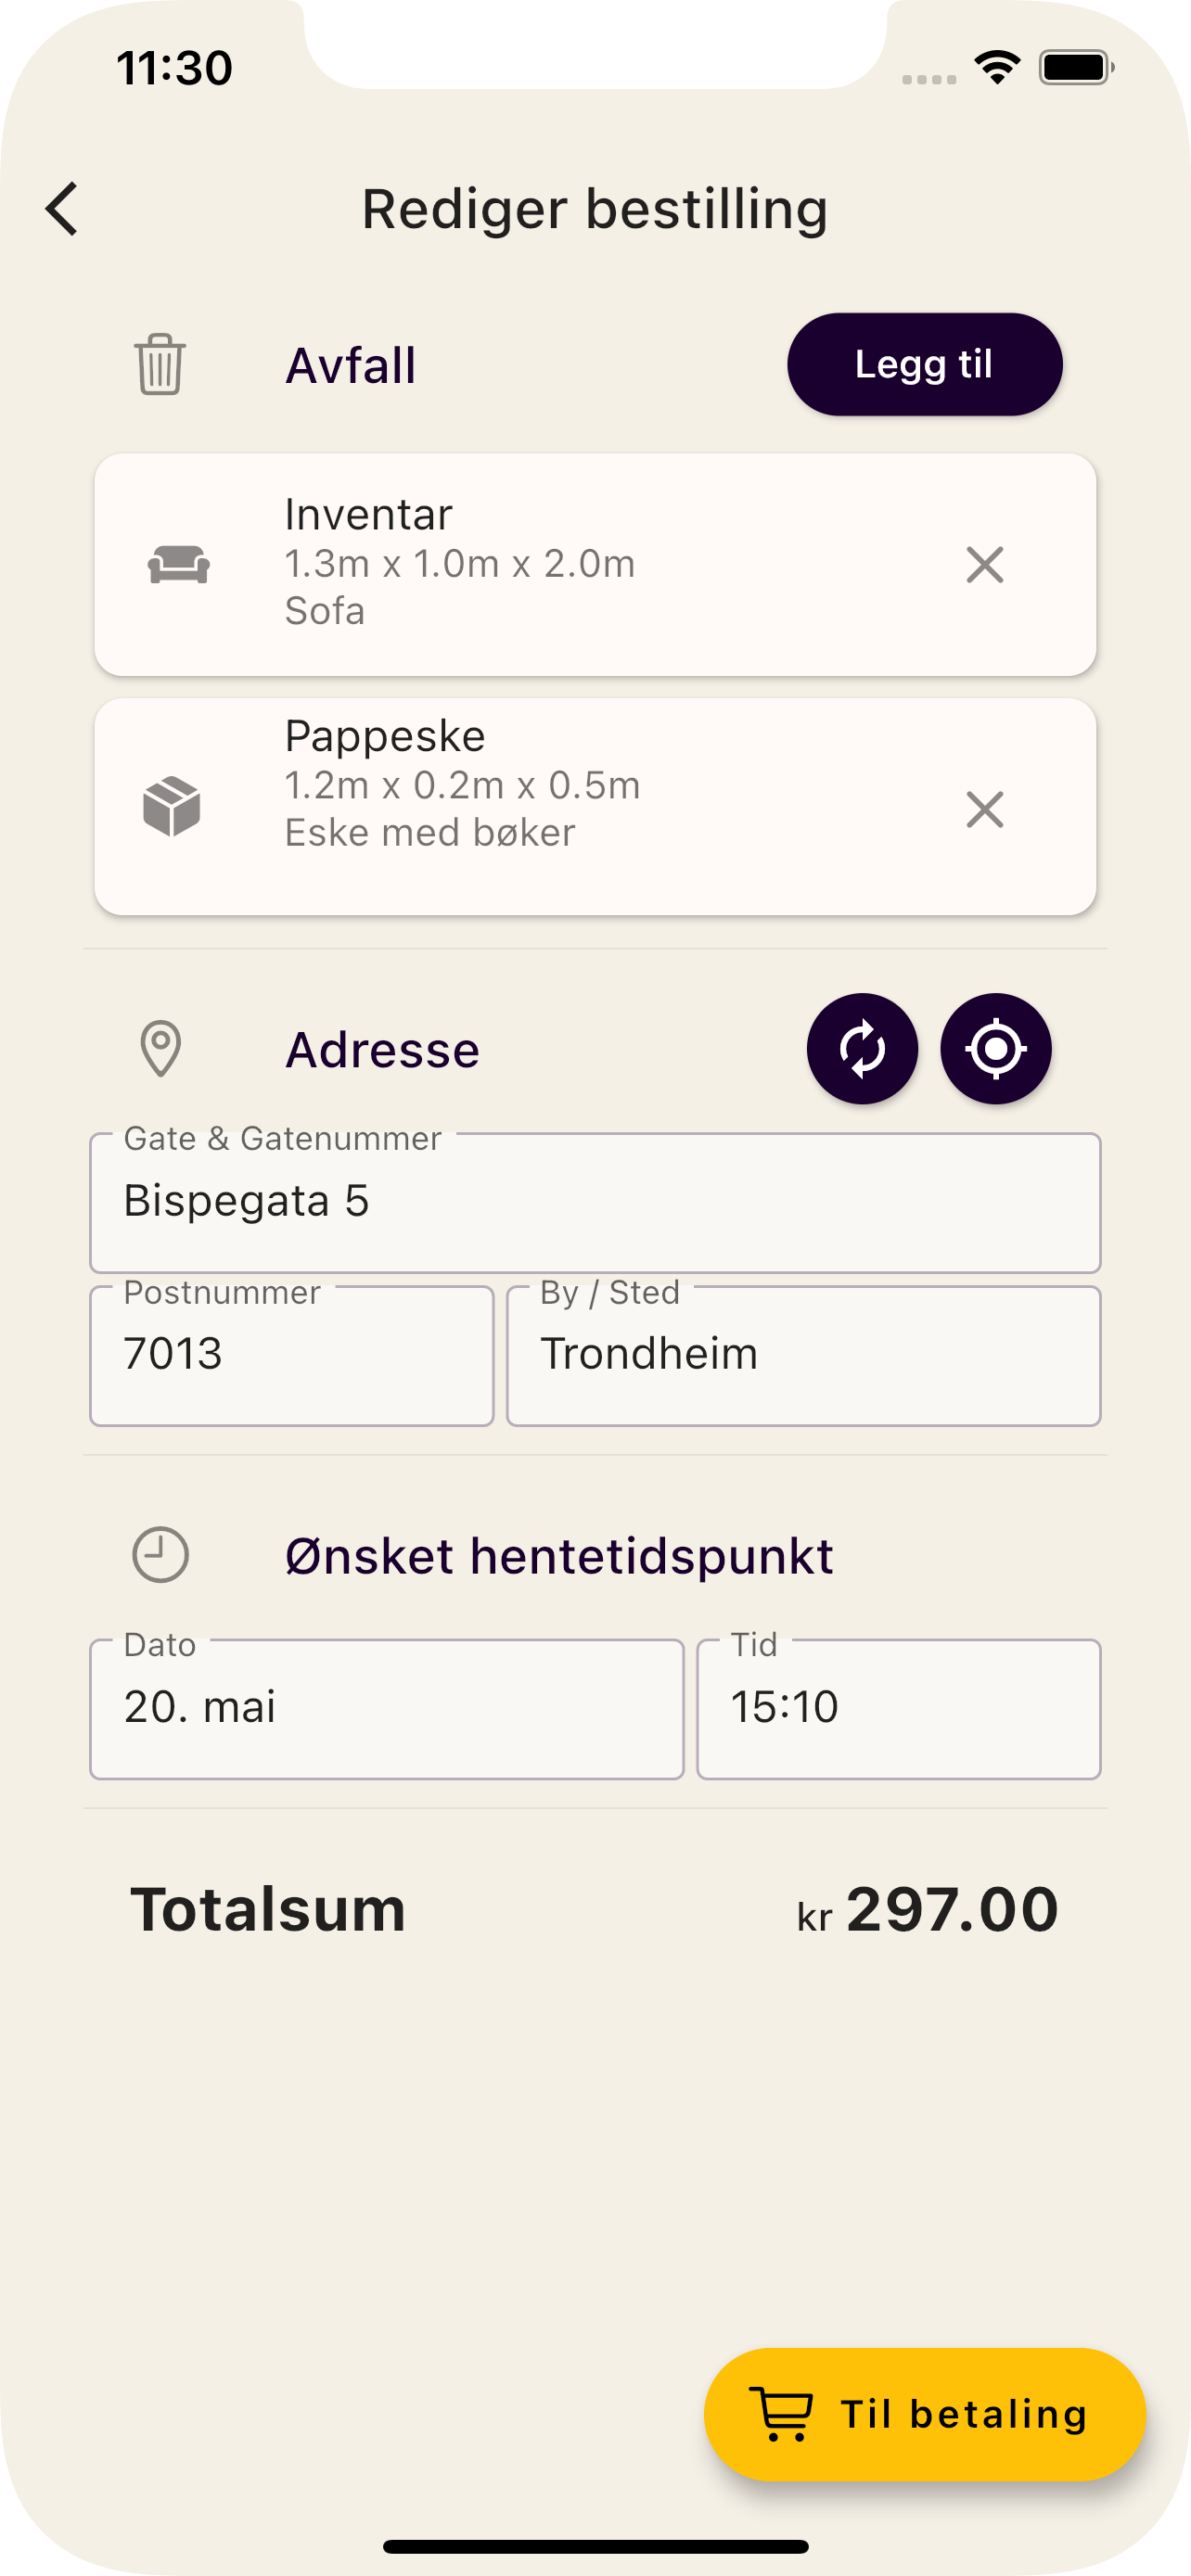 11:30
Rediger bestilling
Avfall
Legg til
Inventar
1.3m x 1.0m x 2.0m
Sofa
Pappeske
1.2m x 0.2m x 0.5m
Eske med bøker
Adresse
Gate & Gatenummer
Bispegata 5
Postnummer
By / Sted
7013
Trondheim
Ønsket hentetidspunkt
Dato
Tid
20. mai
15:10
Totalsum
kr 297.00
Til betaling